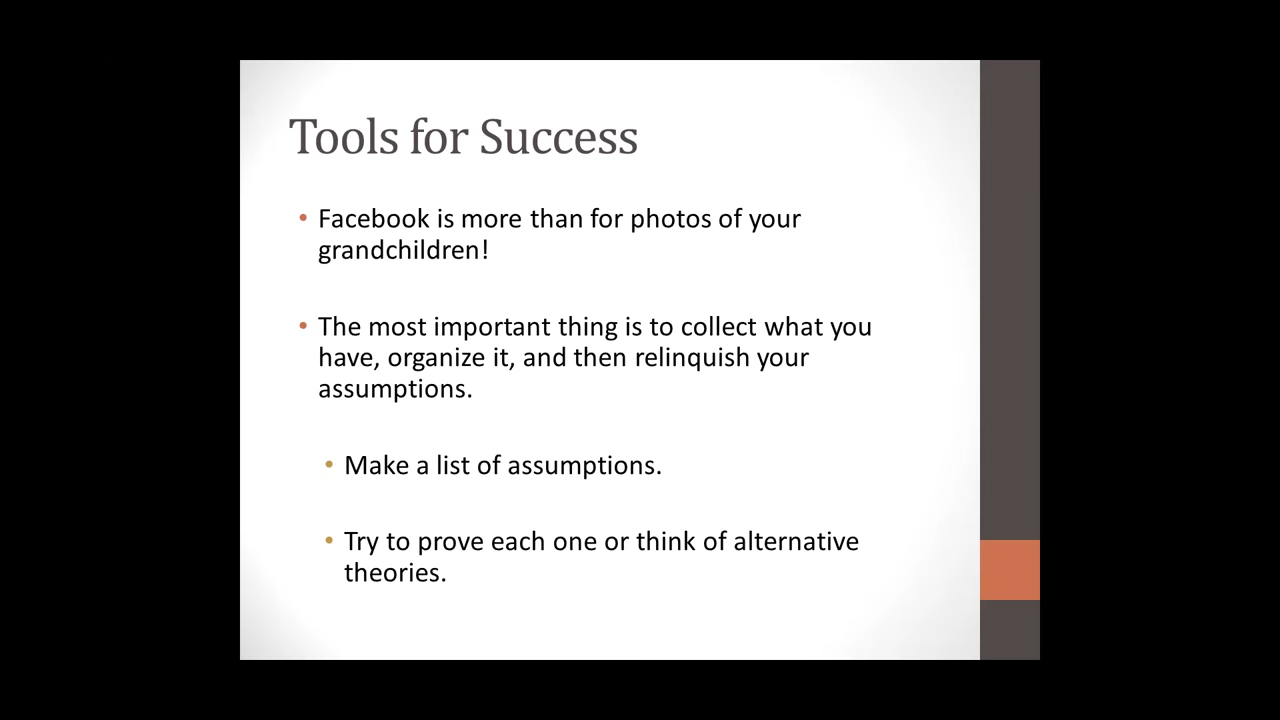 Tools for Success
• Facebook is more than for photos of your
grandchildren!
• The most important thing is to collect what you
have, organize it, and then relinquish your
assumptions.
• Make a list of assumptions.
• Try to prove each one or think of alternative
theories.